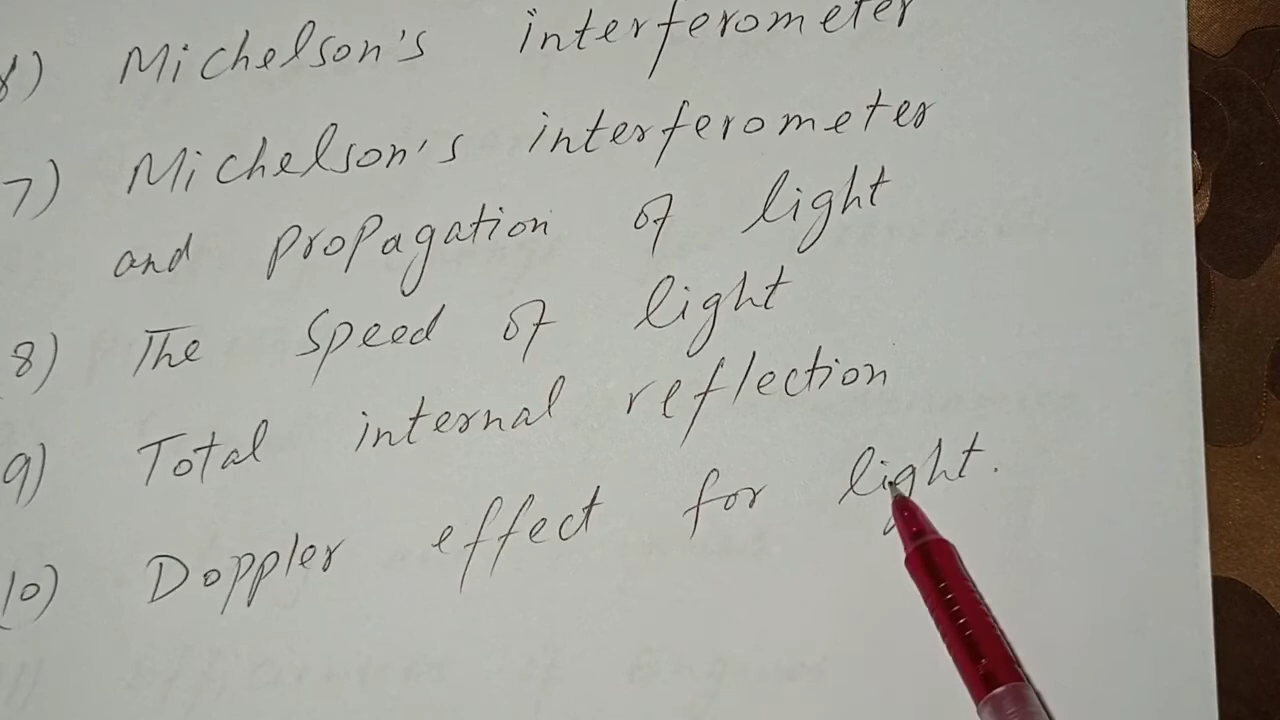 6) Michelson's interferometer
7) Michelson's interferometer
and propagation of light
8) The speed of light
9) Total internal reflection
10) Doppler effect for light.